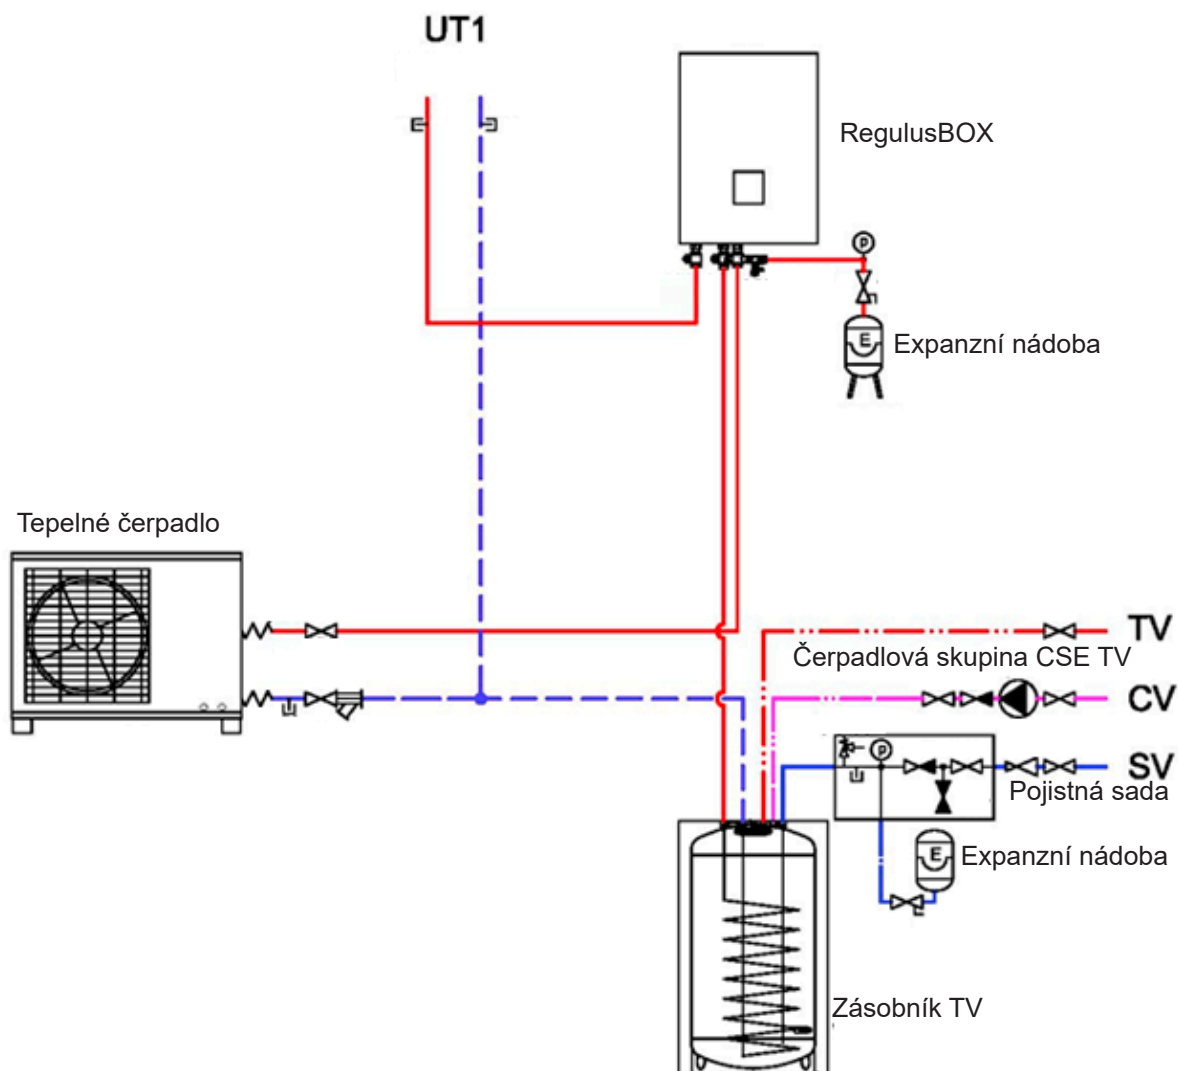 UT1
RegulusBOX
P
E
Expanzní nádoba
Tepelné čerpadlo
TV
Čerpadlová skupina CSE TV
CV
P
SV
Pojistná sada
E
Expanzní nádoba
Zásobník TV